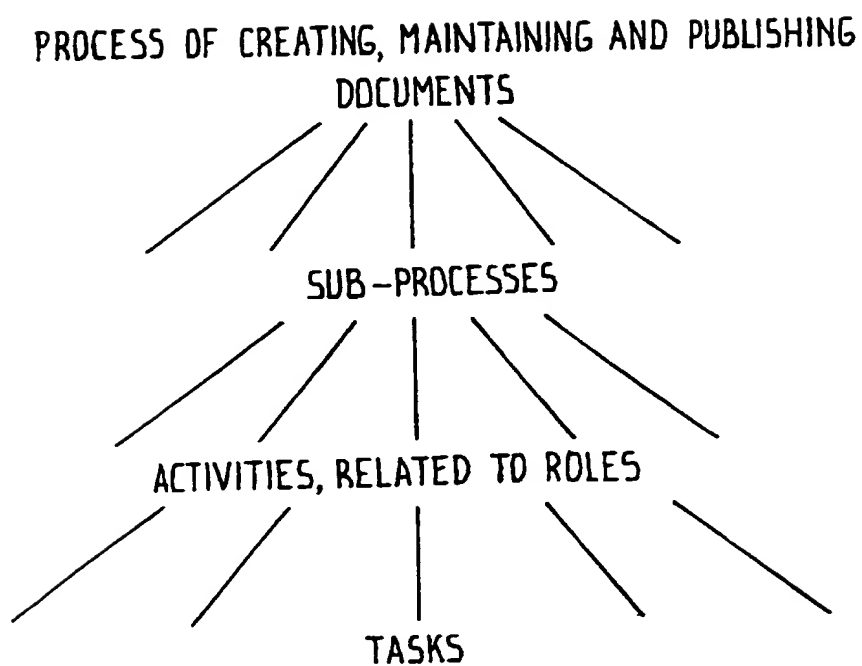 PROCESS OF CREATING, MAINTAINING AND PUBLISHING
DOCUMENTS
SUB-PROCESSES
ACTIVITIES, RELATED TO ROLES
TASKS